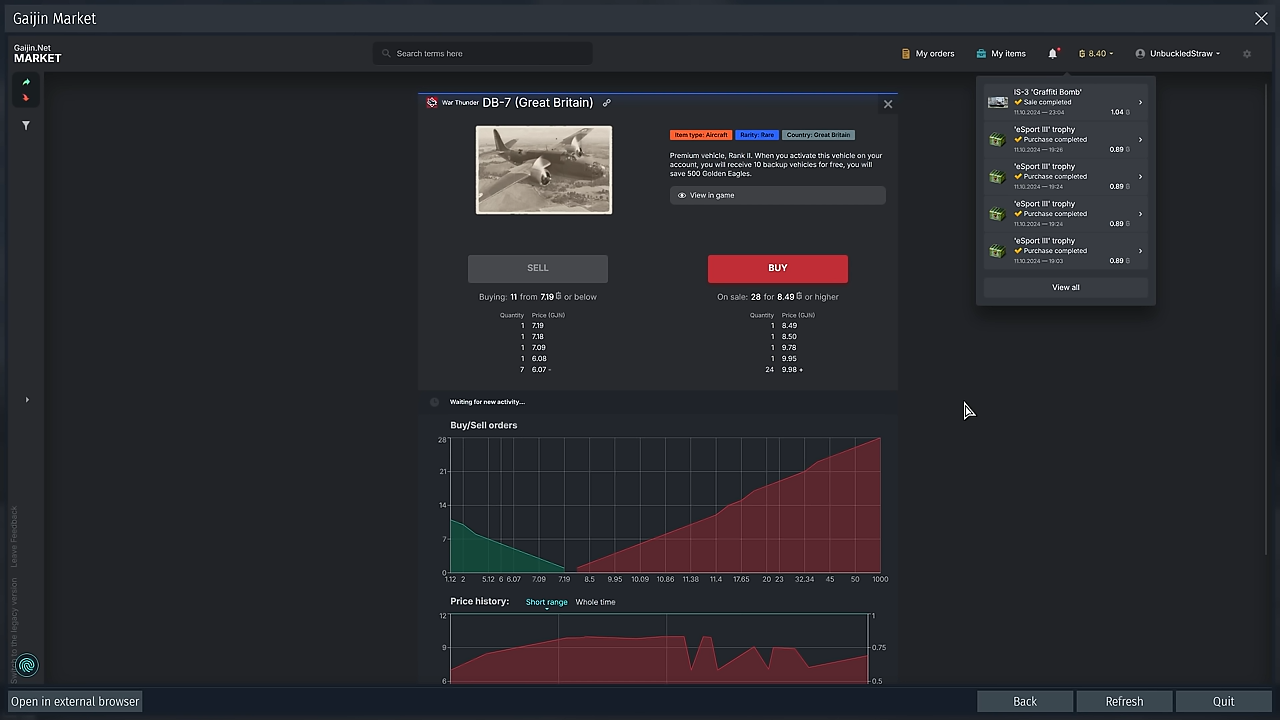 Gaijin Market
Gaijin.Net
MARKET
Search terms here
My orders
My items
8.40
UnbuckledStraw
War Thunder DB-7 (Great Britain)
Item type: Aircraft
Rarity: Rare
Country: Great Britain
Premium vehicle, Rank II. When you activate this vehicle on your
account, you will receive 10 backup vehicles for free, you will
save 500 Golden Eagles.
View in game
SELL
BUY
Buying: 11 from 7.19 or below
On sale: 28 for 8.49 or higher
Quantity Price (GJN)
1 7.19
1 7.18
1 7.09
1 6.08
7 6.07 -
Quantity Price (GJN)
1 8.49
1 8.50
1 9.78
1 9.95
24 9.98 +
IS-3 'Graffiti Bomb'
Sale completed
11.10.2024 — 23:04 1.04
'eSport III' trophy
Purchase completed
11.10.2024 — 19:26 0.89
'eSport III' trophy
Purchase completed
11.10.2024 — 19:24 0.89
'eSport III' trophy
Purchase completed
11.10.2024 — 19:24 0.89
'eSport III' trophy
Purchase completed
11.10.2024 — 19:03 0.89
View all
Waiting for new activity...
Buy/Sell orders
28
21
14
7
0
1.12 2 5.12 6 6.07 7.09 7.19 8.5 9.95 10.09 10.86 11.38 11.4 17.65 20 23 32.34 45 50 1000
Price history: Short range Whole time
12 1
9 0.75
6 0.5
Leave Feedback
Switch to the legacy version
Open in external browser
Back
Refresh
Quit